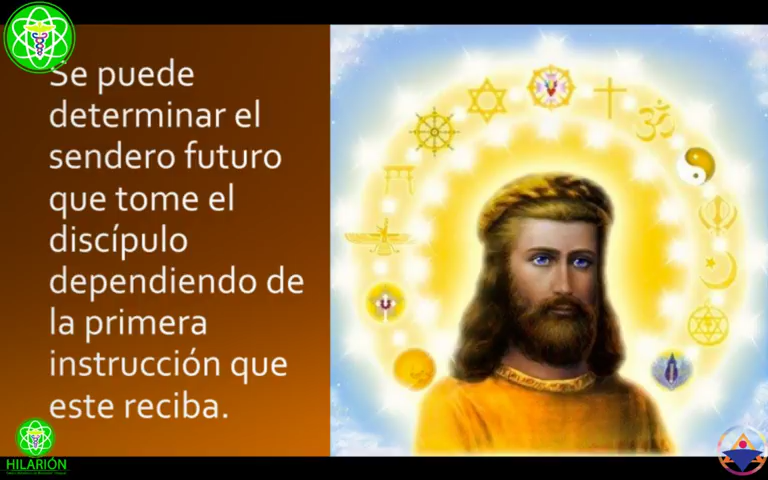 Se puede
determinar el
sendero futuro
que tome el
discípulo
dependiendo de
la primera
instrucción que
este reciba.
HILARIÓN